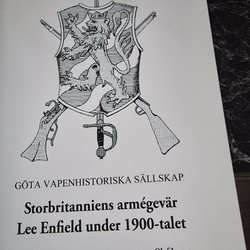 GÖTA VAPENHISTORISKA SÄLLSKAP
Storbritanniens armégevär
Lee Enfield under 1900-talet